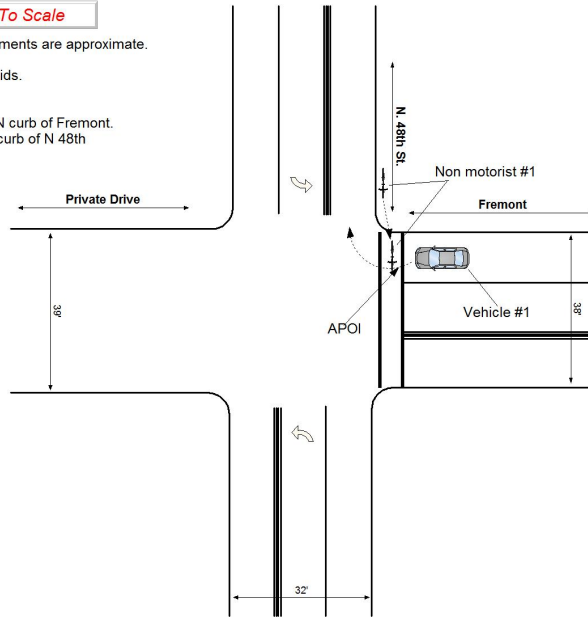 To Scale
ments are approximate.
ids.
N curb of Fremont.
curb of N 48th
N. 48th St.
Non motorist #1
Private Drive
Fremont
39'
Vehicle #1
38'
APOI
32'